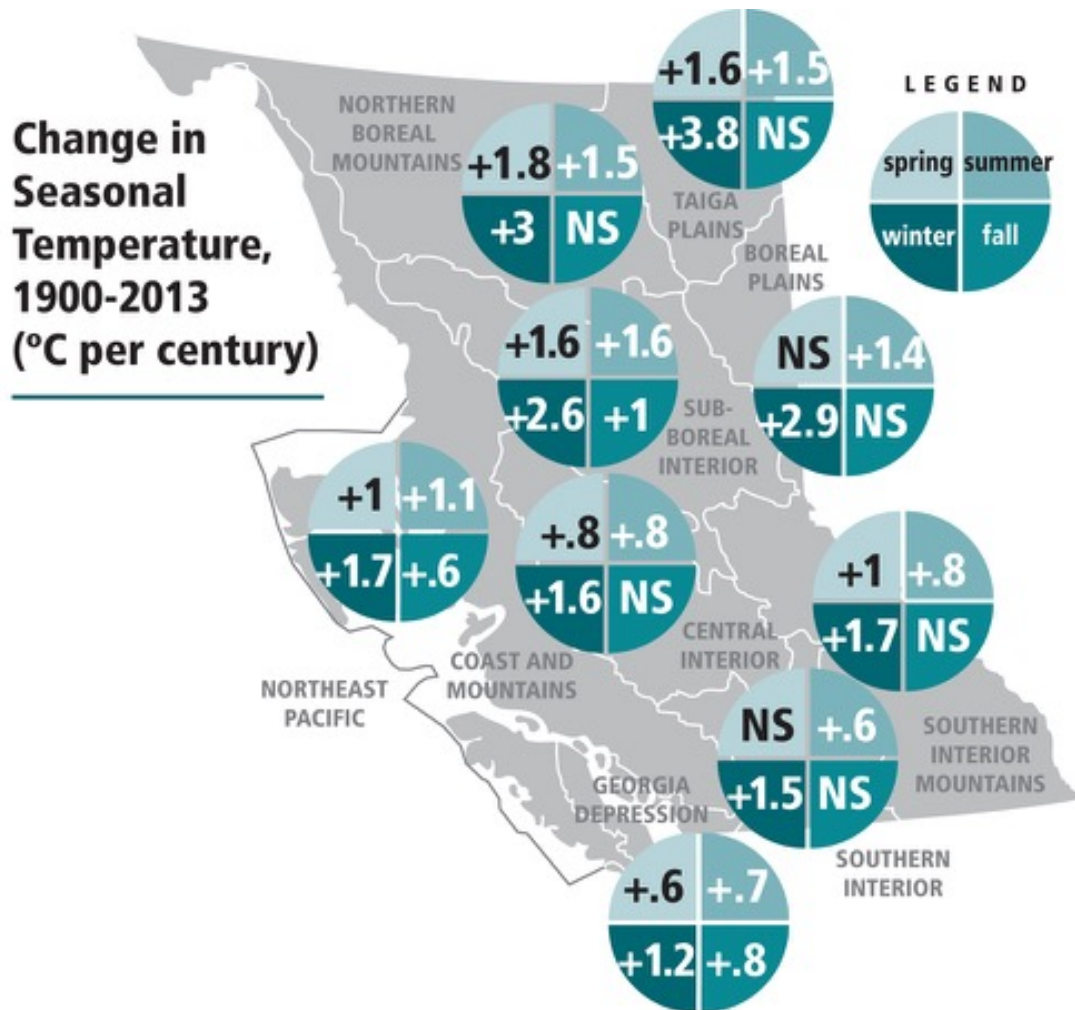 Change in
Seasonal
Temperature,
1900-2013
(ºC per century)
LEGEND
spring summer
winter fall
NORTHERN
BOREAL
MOUNTAINS
+1.8 +1.5
+3 NS
+1.6 +1.5
+3.8 NS
TAIGA
PLAINS
BOREAL
PLAINS
NS +1.4
+2.9 NS
+1.6 +1.6
+2.6 +1
SUB-
BOREAL
INTERIOR
+1 +1.1
+1.7 +.6
NORTHEAST
PACIFIC
COAST AND
MOUNTAINS
+.8 +.8
+1.6 NS
CENTRAL
INTERIOR
+1 +.8
+1.7 NS
SOUTHERN
INTERIOR
MOUNTAINS
NS +.6
+1.5 NS
SOUTHERN
INTERIOR
GEORGIA
DEPRESSION
+.6 +.7
+1.2 +.8